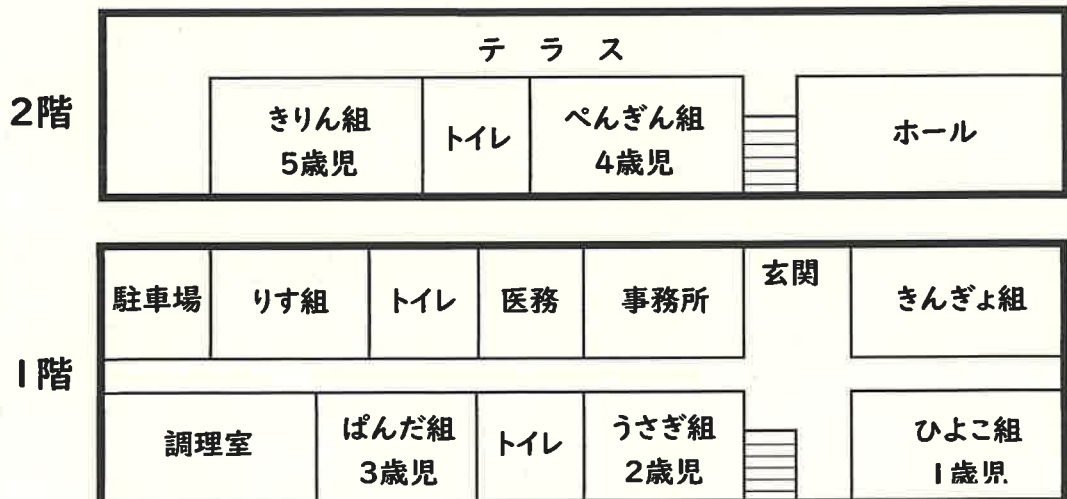 テラス
2階
きりん組
5歳児
トイレ
ぺんぎん組
4歳児
ホール
1階
駐車場
りす組
トイレ
医務
事務所
玄関
きんぎょ組
調理室
ぱんだ組
3歳児
トイレ
うさぎ組
2歳児
ひよこ組
1歳児